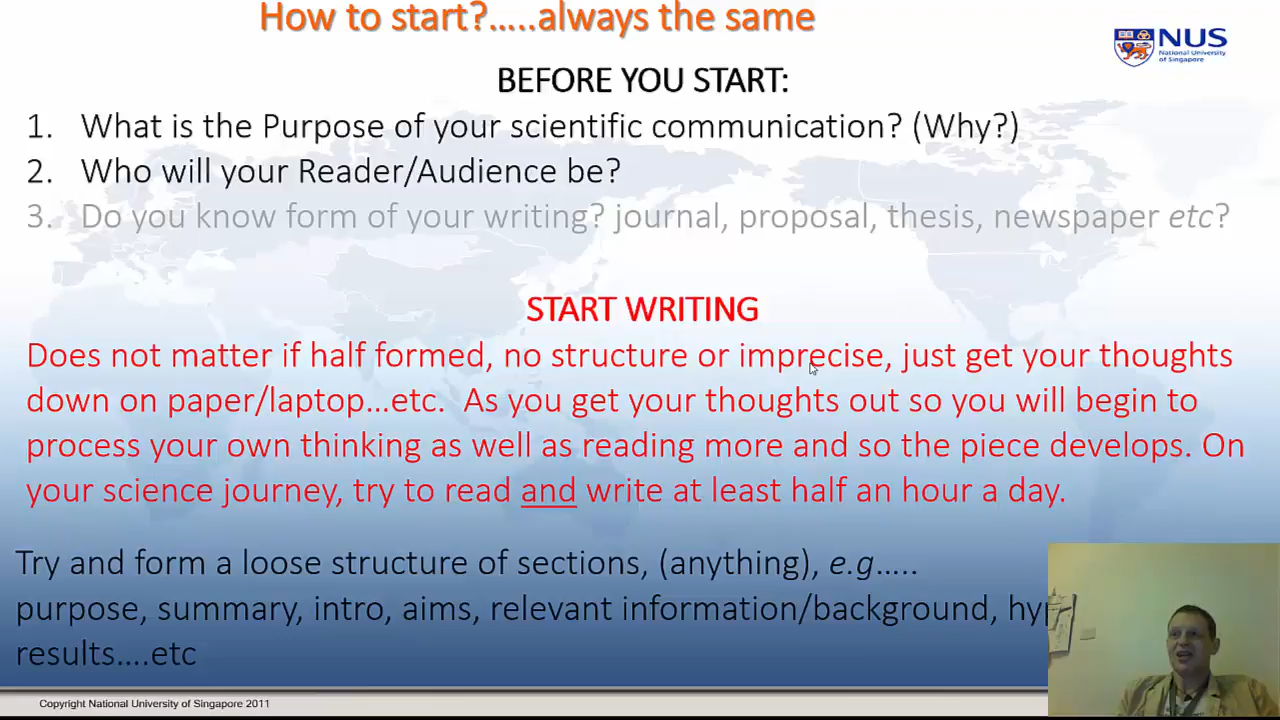 How to start?.....always the same
NUS
National University
of Singapore
BEFORE YOU START:
1. What is the Purpose of your scientific communication? (Why?)
2. Who will your Reader/Audience be?
3. Do you know form of your writing? journal, proposal, thesis, newspaper etc?
START WRITING
Does not matter if half formed, no structure or imprecise, just get your thoughts
down on paper/laptop...etc. As you get your thoughts out so you will begin to
process your own thinking as well as reading more and so the piece develops. On
your science journey, try to read and write at least half an hour a day.
Try and form a loose structure of sections, (anything), e.g.....
purpose, summary, intro, aims, relevant information/background,
results....etc
Copyright National University of Singapore 2011